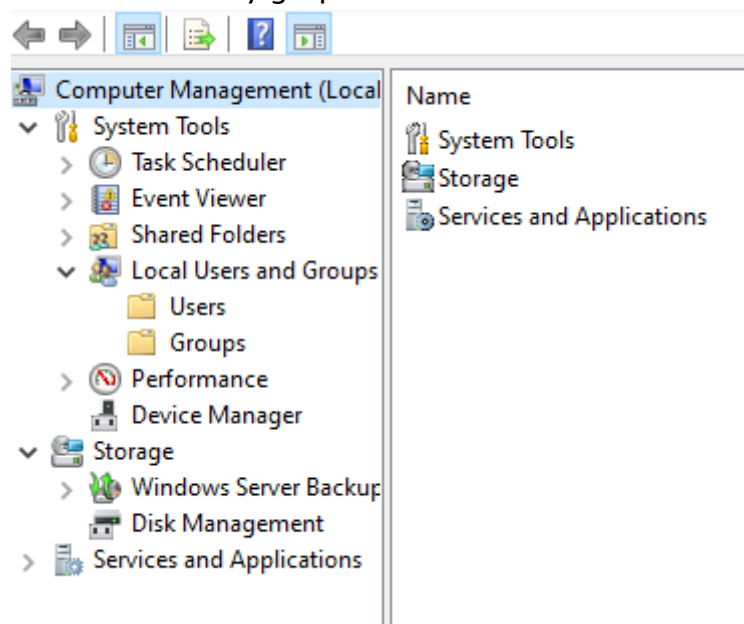 Computer Management (Local
System Tools
Task Scheduler
Event Viewer
Shared Folders
Local Users and Groups
Users
Groups
Performance
Device Manager
Storage
Windows Server Backup
Disk Management
Services and Applications
Name
System Tools
Storage
Services and Applications